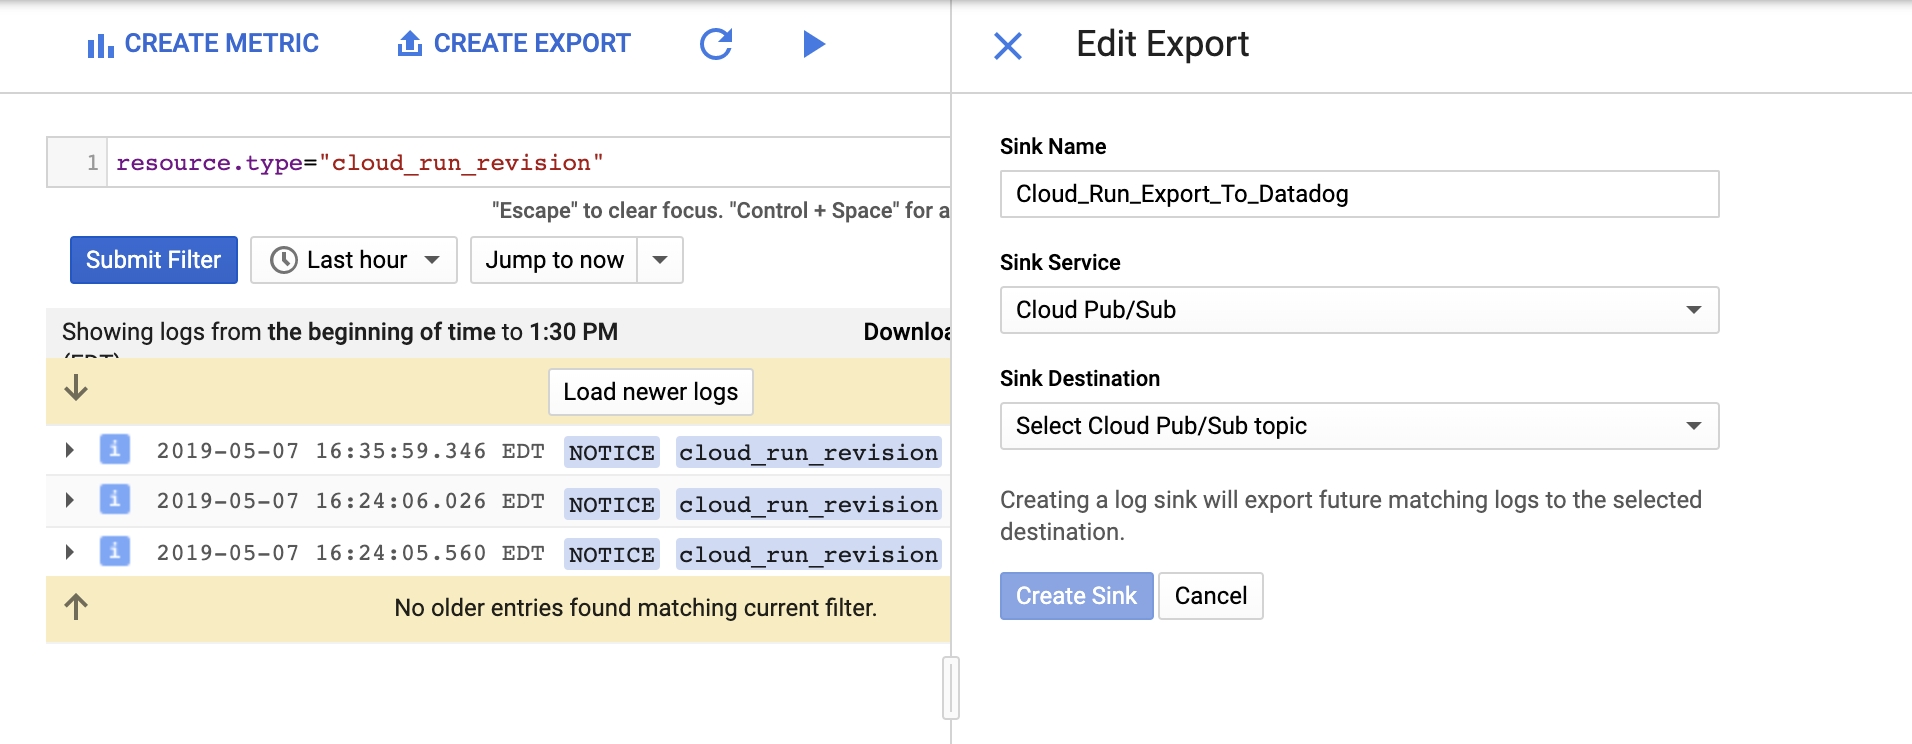 CREATE METRIC
CREATE EXPORT
1 resource.type="cloud_run_revision"
"Escape" to clear focus. "Control + Space" for a
Submit Filter
Last hour
Jump to now
Showing logs from the beginning of time to 1:30 PM
(EDT)
Load newer logs
2019-05-07 16:35:59.346 EDT NOTICE cloud_run_revision
2019-05-07 16:24:06.026 EDT NOTICE cloud_run_revision
2019-05-07 16:24:05.560 EDT NOTICE cloud_run_revision
No older entries found matching current filter.
Edit Export
Sink Name
Cloud_Run_Export_To_Datadog
Sink Service
Cloud Pub/Sub
Sink Destination
Select Cloud Pub/Sub topic
Creating a log sink will export future matching logs to the selected
destination.
Create Sink
Cancel